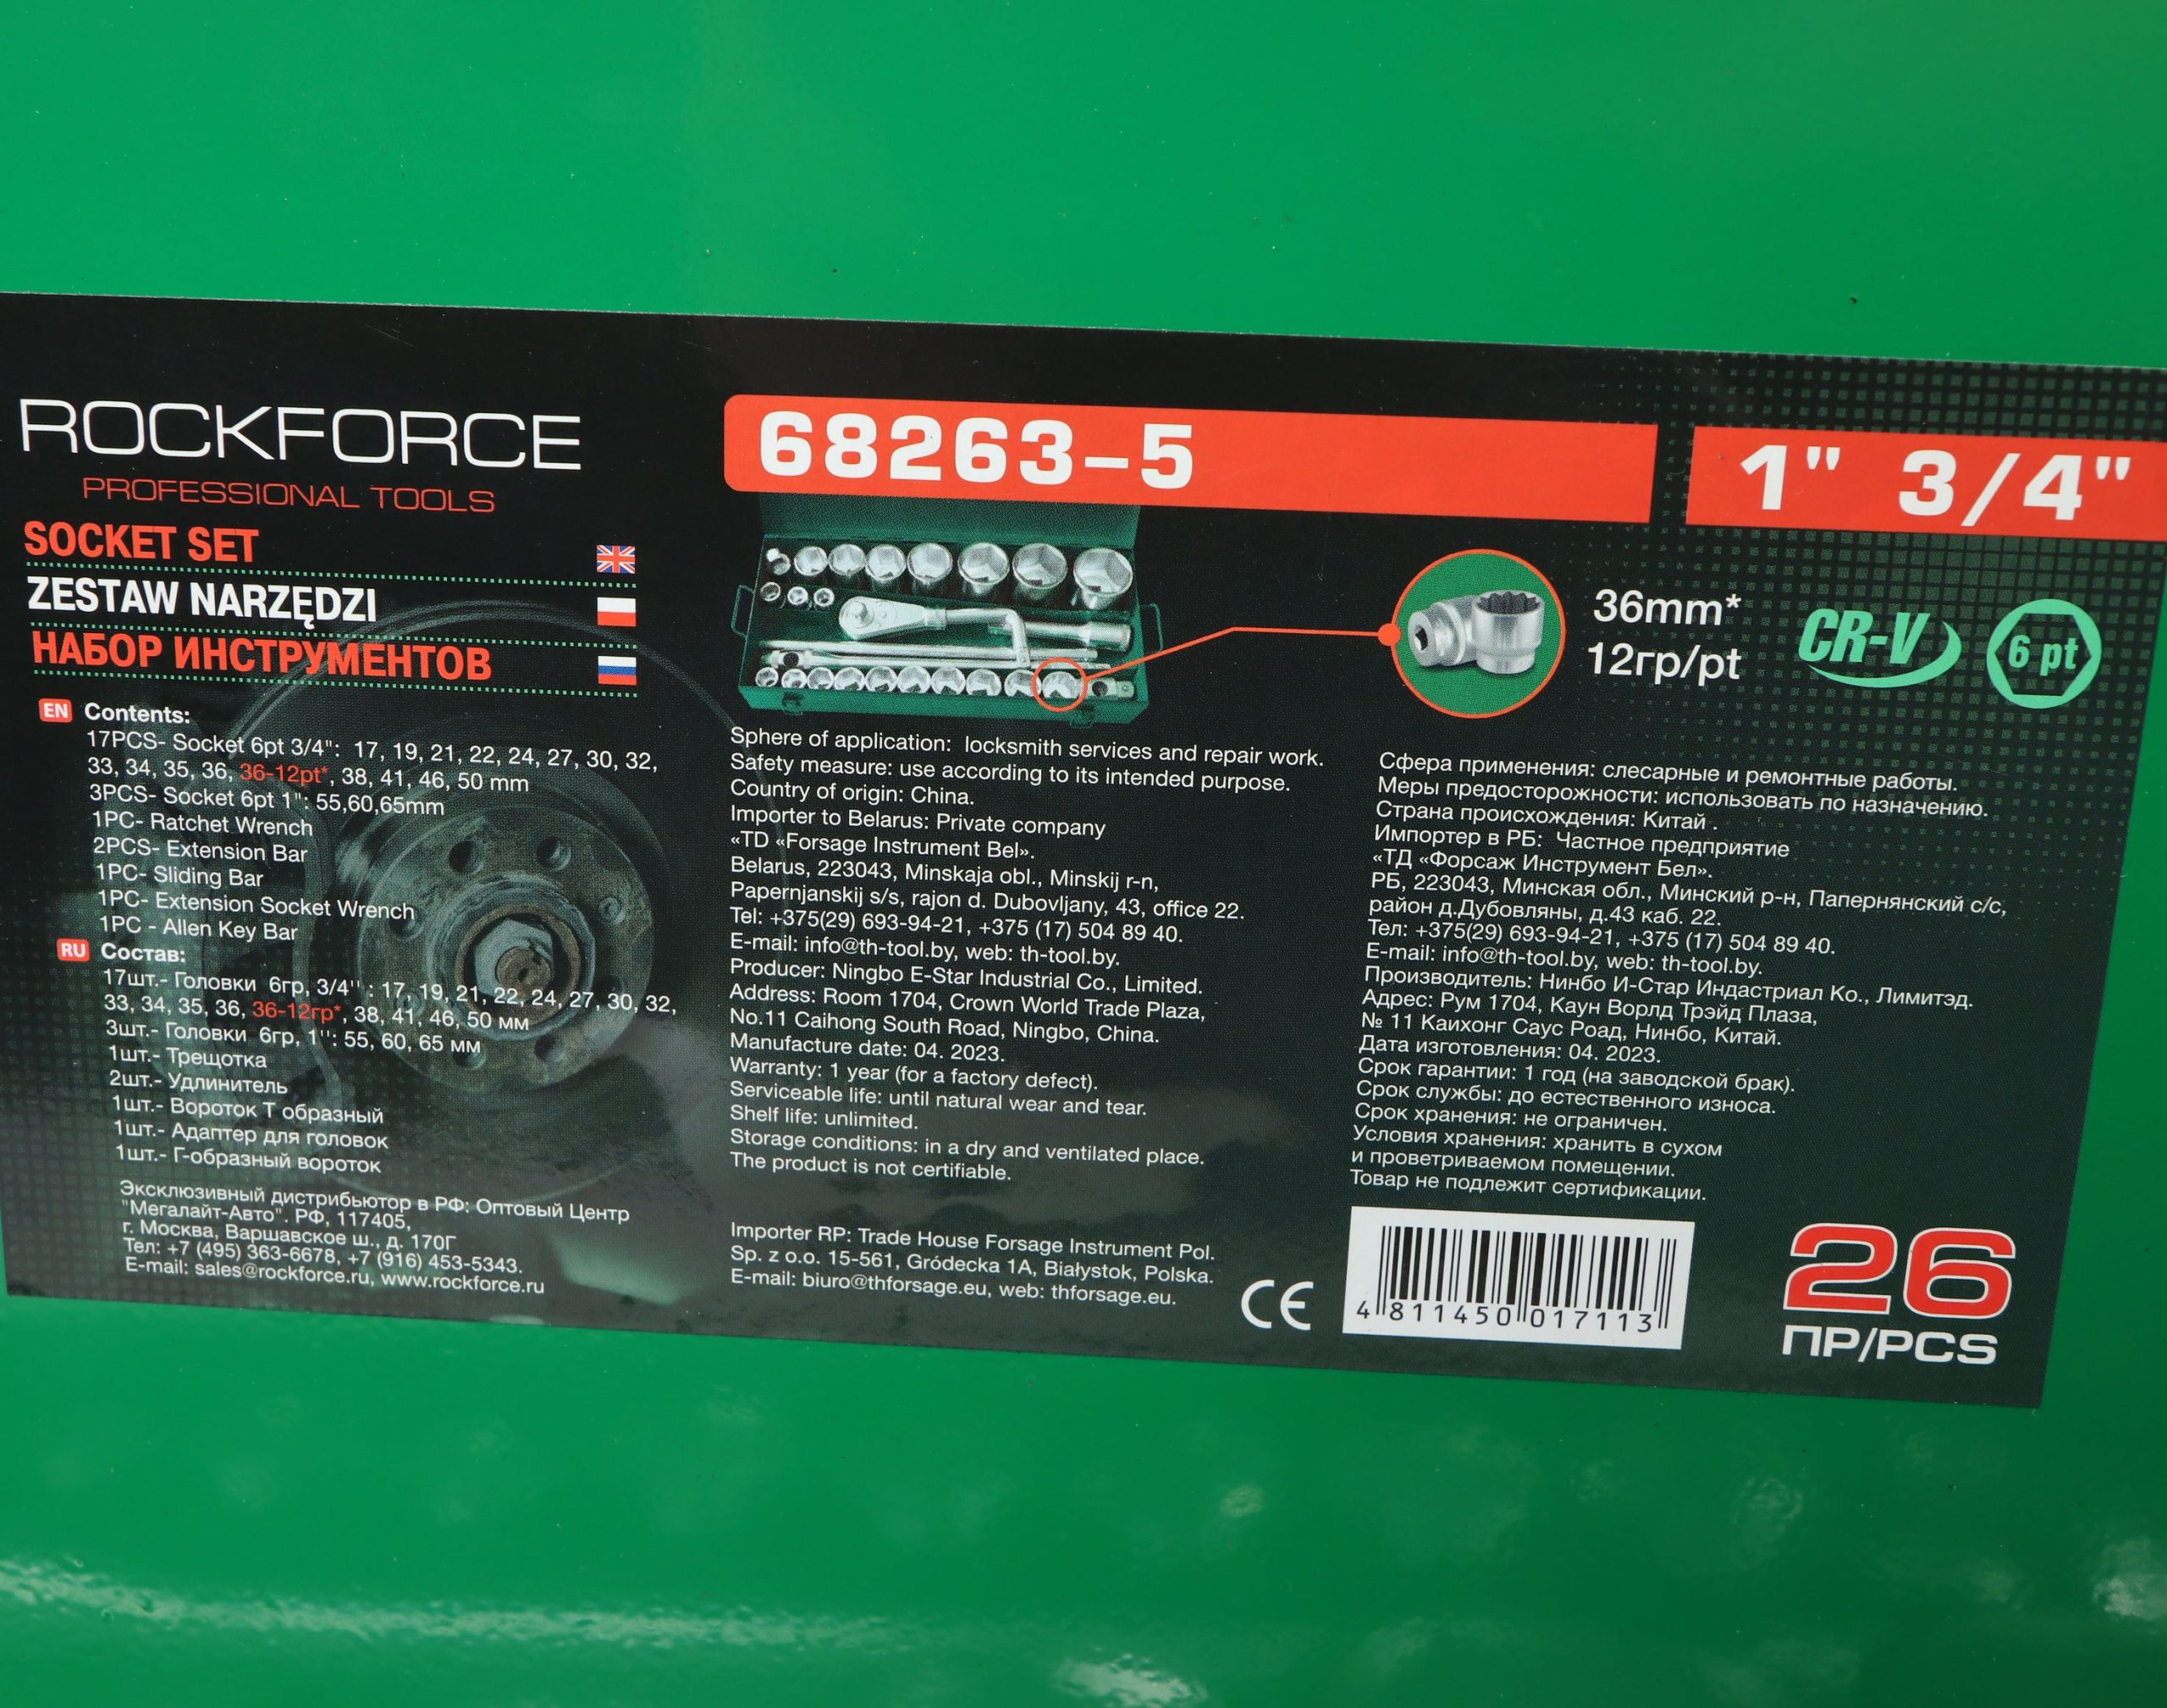 ROCKFORCE
PROFESSIONAL TOOLS
SOCKET SET
ZESTAW NARZĘDZI
НАБОР ИНСТРУМЕНТОВ
EN Contents:
17PCS- Socket 6pt 3/4": 17, 19, 21, 22, 24, 27, 30, 32,
33, 34, 35, 36, 36-12pt*, 38, 41, 46, 50 mm
3PCS- Socket 6pt 1": 55,60,65mm
1PC- Ratchet Wrench
2PCS- Extension Bar
1PC- Sliding Bar
1PC- Extension Socket Wrench
1PC - Allen Key Bar
RU Состав:
17шт.- Головки 6гр, 3/4'' : 17, 19, 21, 22, 24, 27, 30, 32,
33, 34, 35, 36, 36-12гр*, 38, 41, 46, 50 мм
3шт.- Головки 6гр, 1'': 55, 60, 65 мм
1шт.- Трещотка
2шт.- Удлинитель
1шт.- Вороток Т образный
1шт.- Адаптер для головок
1шт.- Г-образный вороток
Эксклюзивный дистрибьютор в РФ: Оптовый Центр
"Мегалайт-Авто". РФ, 117405,
г. Москва, Варшавское ш., д. 170Г
Тел: +7 (495) 363-6678, +7 (916) 453-5343.
E-mail: sales@rockforce.ru, www.rockforce.ru
68263-5
1" 3/4"
36mm*
12гр/pt
CR-V
6 pt
Sphere of application: locksmith services and repair work.
Safety measure: use according to its intended purpose.
Country of origin: China.
Importer to Belarus: Private company
«TD «Forsage Instrument Bel».
Belarus, 223043, Minskaja obl., Minskij r-n,
Papernjanskij s/s, rajon d. Dubovljany, 43, office 22.
Tel: +375(29) 693-94-21, +375 (17) 504 89 40.
E-mail: info@th-tool.by, web: th-tool.by.
Producer: Ningbo E-Star Industrial Co., Limited.
Address: Room 1704, Crown World Trade Plaza,
No.11 Caihong South Road, Ningbo, China.
Manufacture date: 04. 2023.
Warranty: 1 year (for a factory defect).
Serviceable life: until natural wear and tear.
Shelf life: unlimited.
Storage conditions: in a dry and ventilated place.
The product is not certifiable.
Importer RP: Trade House Forsage Instrument Pol.
Sp. z o.o. 15-561, Gródecka 1A, Białystok, Polska.
E-mail: biuro@thforsage.eu, web: thforsage.eu.
CE
Сфера применения: слесарные и ремонтные работы.
Меры предосторожности: использовать по назначению.
Страна происхождения: Китай .
Импортер в РБ: Частное предприятие
«ТД «Форсаж Инструмент Бел».
РБ, 223043, Минская обл., Минский р-н, Папернянский с/с,
район д.Дубовляны, д.43 каб. 22.
Тел: +375(29) 693-94-21, +375 (17) 504 89 40.
E-mail: info@th-tool.by, web: th-tool.by.
Производитель: Нинбо И-Стар Индастриал Ко., Лимитэд.
Адрес: Рум 1704, Каун Ворлд Трэйд Плаза,
№ 11 Каихонг Саус Роад, Нинбо, Китай.
Дата изготовления: 04. 2023.
Срок гарантии: 1 год (на заводской брак).
Срок службы: до естественного износа.
Срок хранения: не ограничен.
Условия хранения: хранить в сухом
и проветриваемом помещении.
Товар не подлежит сертификации.
4 811450 017113
26
ПР/PCS